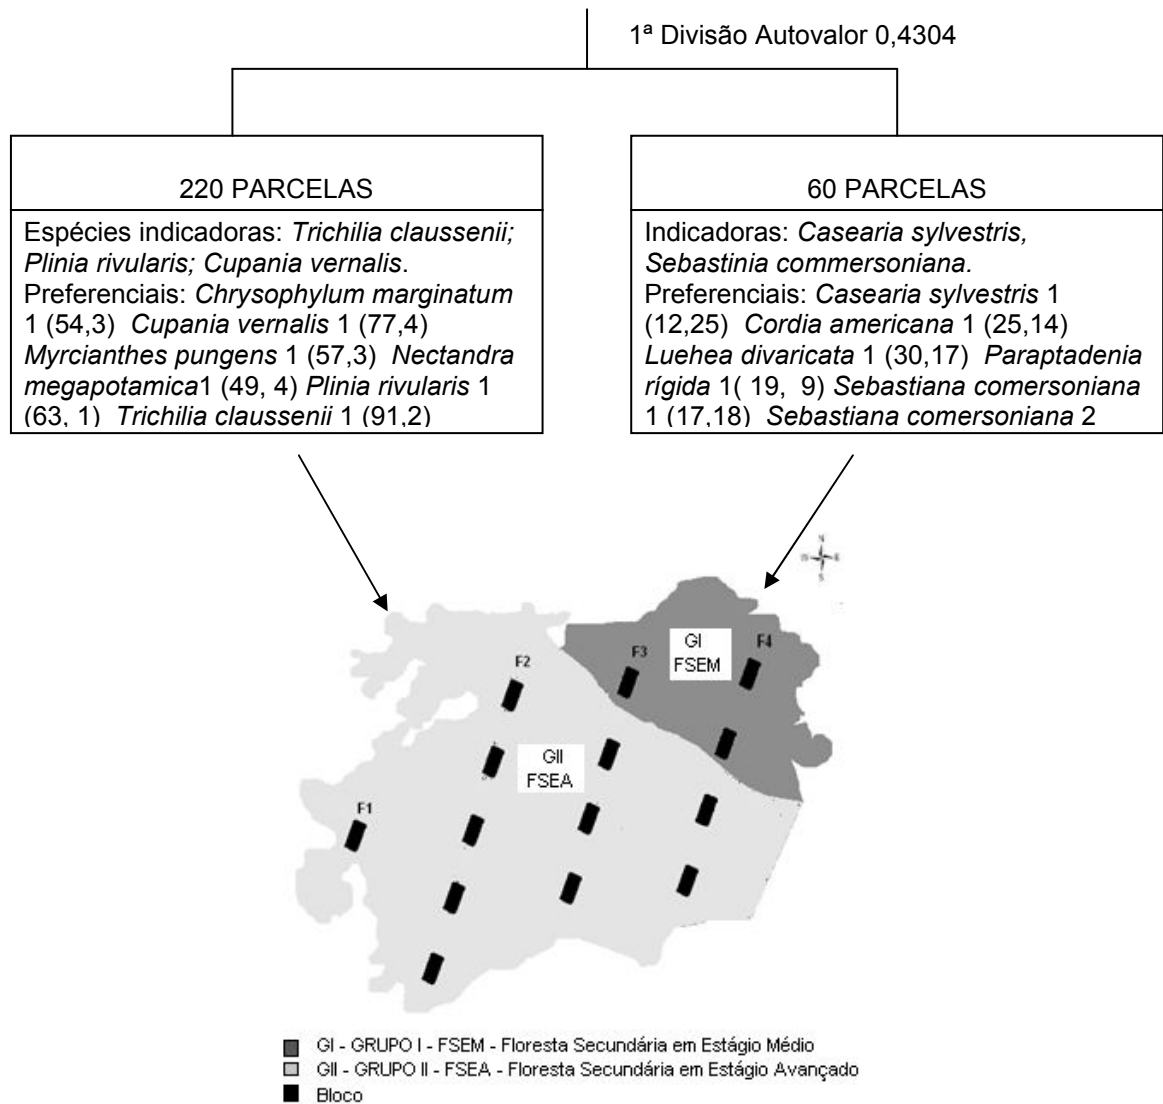 1ª Divisão Autovalor 0,4304
220 PARCELAS
Espécies indicadoras: Trichilia claussenii;
Plinia rivularis; Cupania vernalis.
Preferenciais: Chrysophylum marginatum
1 (54,3) Cupania vernalis 1 (77,4)
Myrcianthes pungens 1 (57,3) Nectandra
megapotamica1 (49, 4) Plinia rivularis 1
(63, 1) Trichilia claussenii 1 (91,2)
60 PARCELAS
Indicadoras: Casearia sylvestris,
Sebastinia commersoniana.
Preferenciais: Casearia sylvestris 1
(12,25) Cordia americana 1 (25,14)
Luehea divaricata 1 (30,17) Paraptadenia
rígida 1( 19, 9) Sebastiana comersoniana
1 (17,18) Sebastiana comersoniana 2
N
W E
S
GI
FSEM
F3
F4
F2
GII
FSEA
F1
GI - GRUPO I - FSEM - Floresta Secundária em Estágio Médio
GII - GRUPO II - FSEA - Floresta Secundária em Estágio Avançado
Bloco